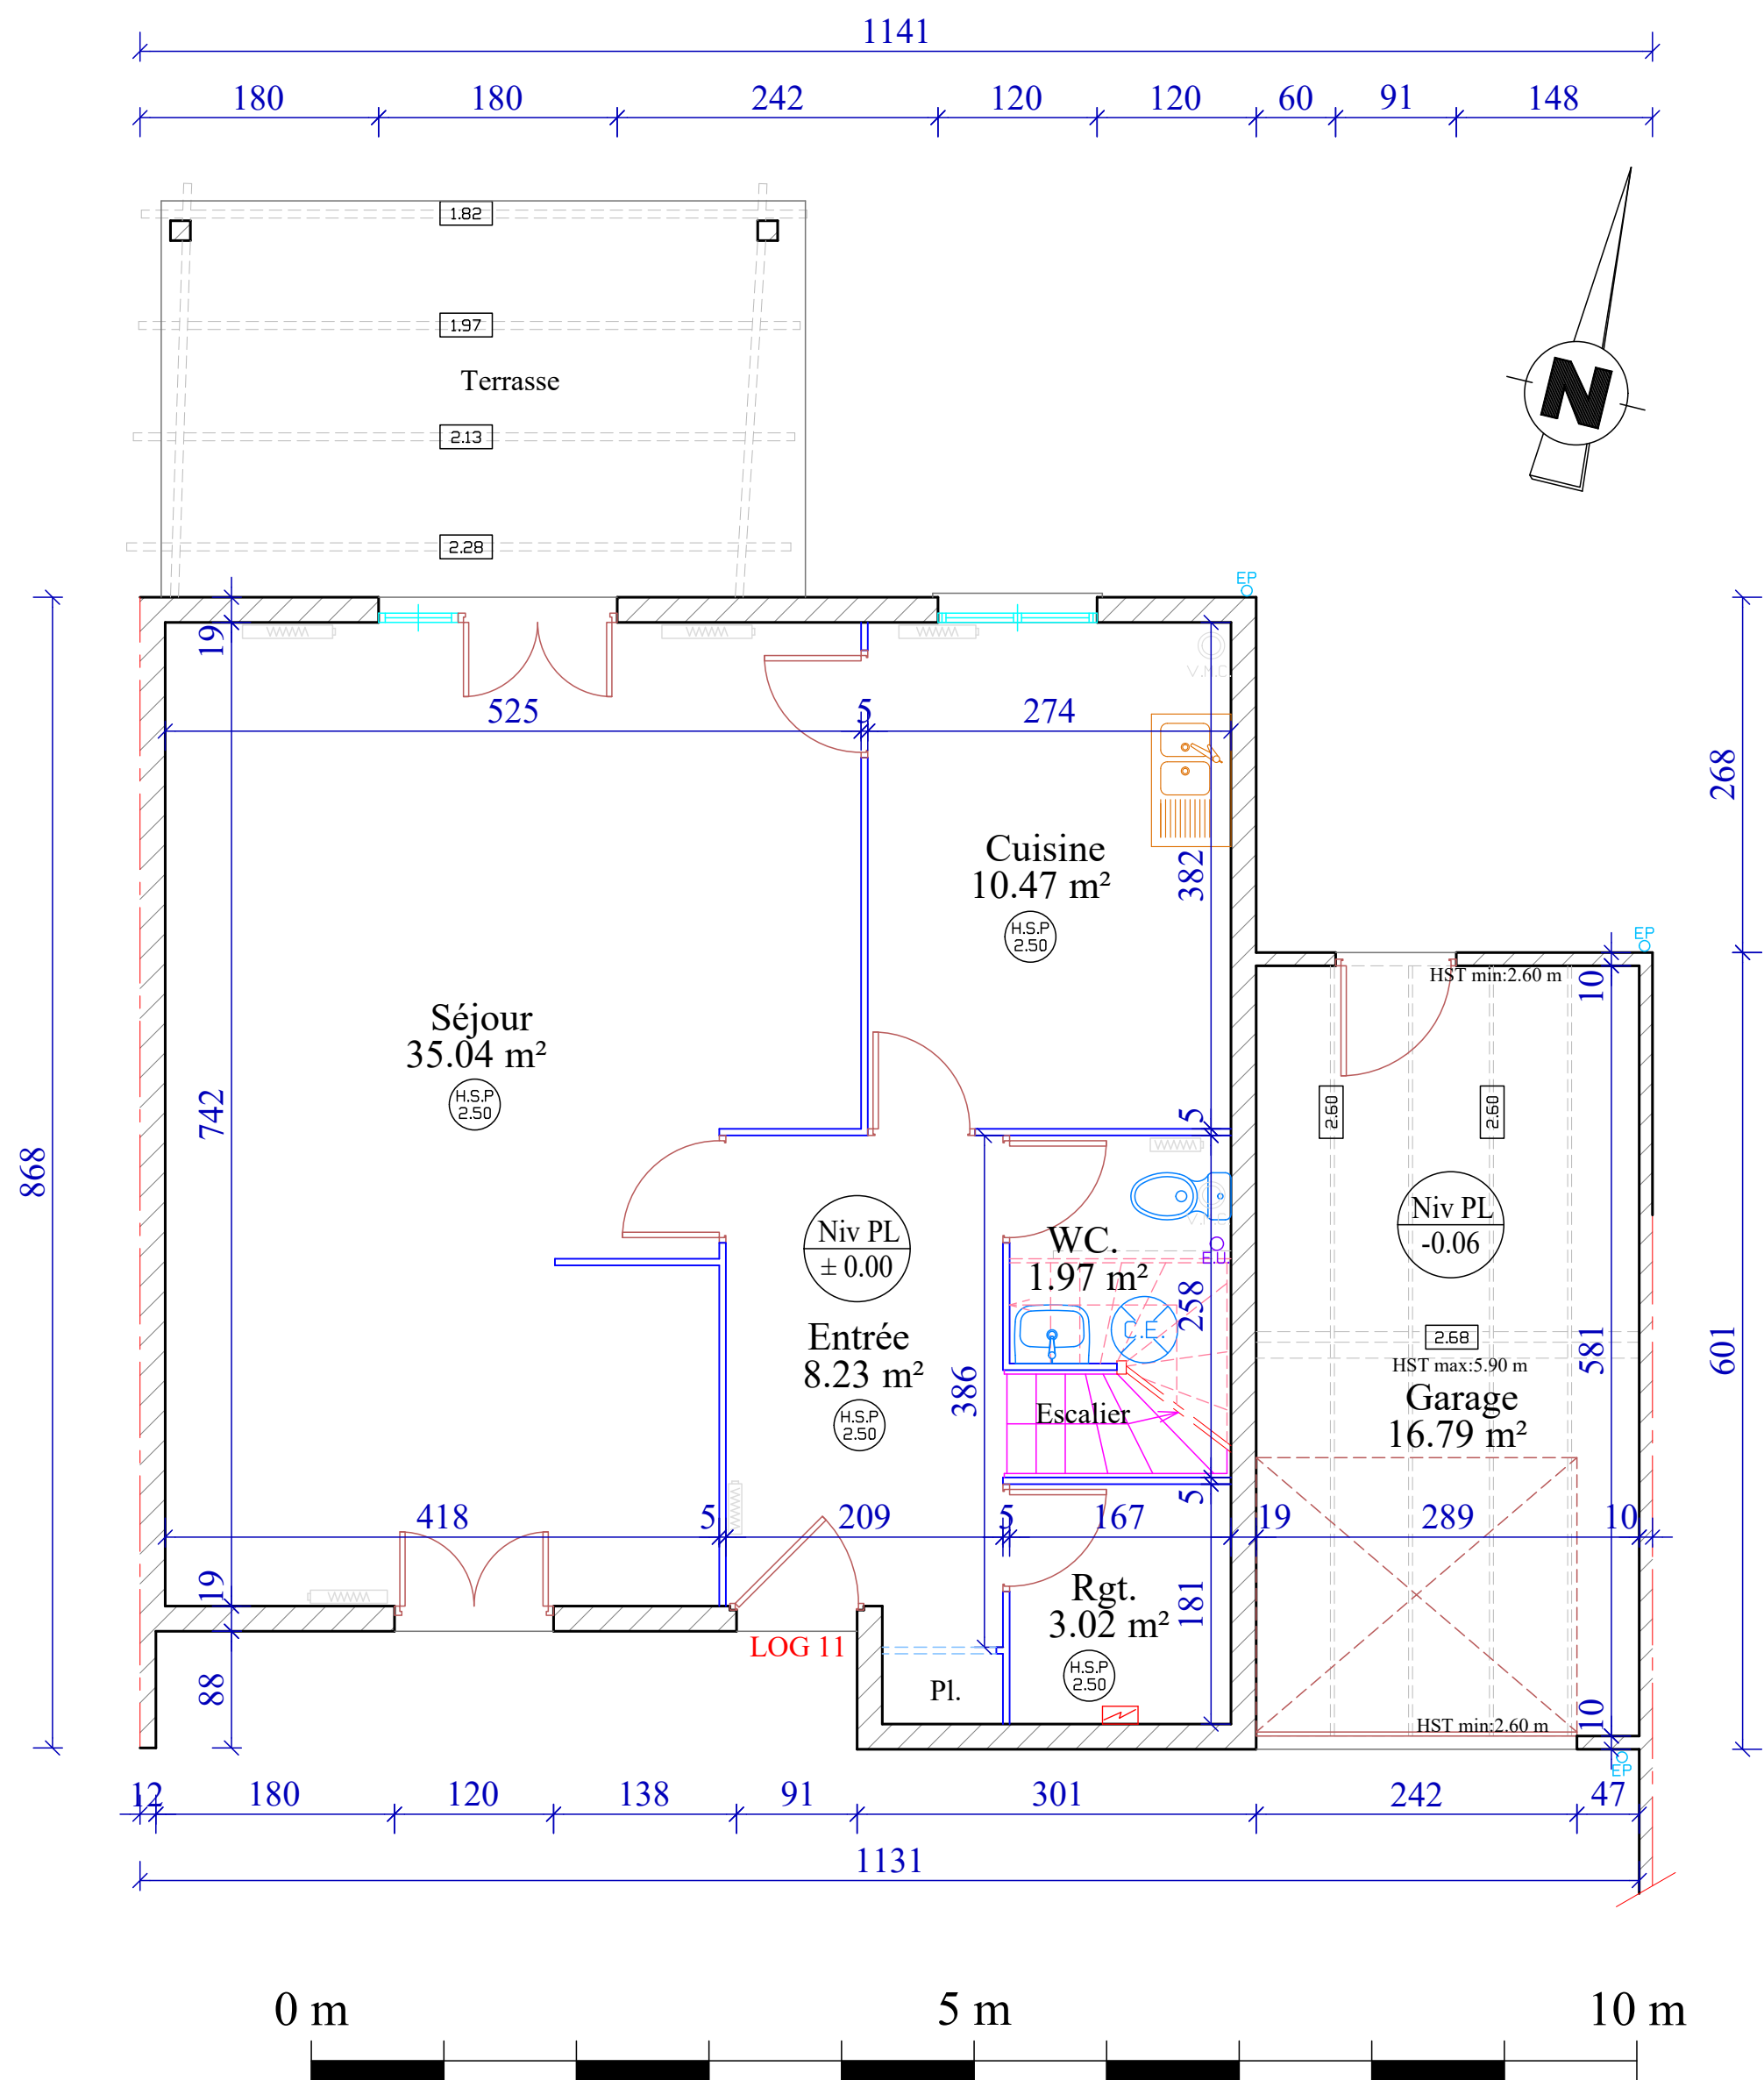 1141
180 180 242 120 120 60 91 148
1.82
1.97
Terrasse
2.13
2.28
N
EP
19
V.M.C.
525 5 274
268
Cuisine
10.47 m²
H.S.P
2.50
382
EP
HST min:2.60 m
10
Séjour
35.04 m²
H.S.P
2.50
742
868
5
2.60
2.60
Niv PL
± 0.00
WC.
1.97 m²
E.U.
258
C.E.
Niv PL
-0.06
2.68
HST max:5.90 m
Garage
16.79 m²
581
601
Entrée
8.23 m²
H.S.P
2.50
386
Escalier
5
418 5 209 5 167 19 289 10
19
LOG 11
Rgt.
3.02 m²
H.S.P
2.50
181
88
Pl.
HST min:2.60 m
10
EP
12 180 120 138 91 301 242 47
1131
0 m 5 m 10 m